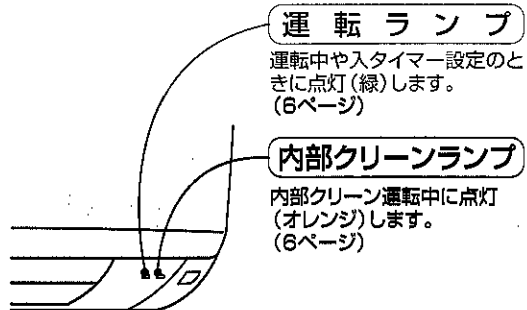 運転ランプ
運転中や入タイマー設定のと
きに点灯(緑)します。
(6ページ)
内部クリーンランプ
内部クリーン運転中に点灯
(オレンジ)します。
(6ページ)